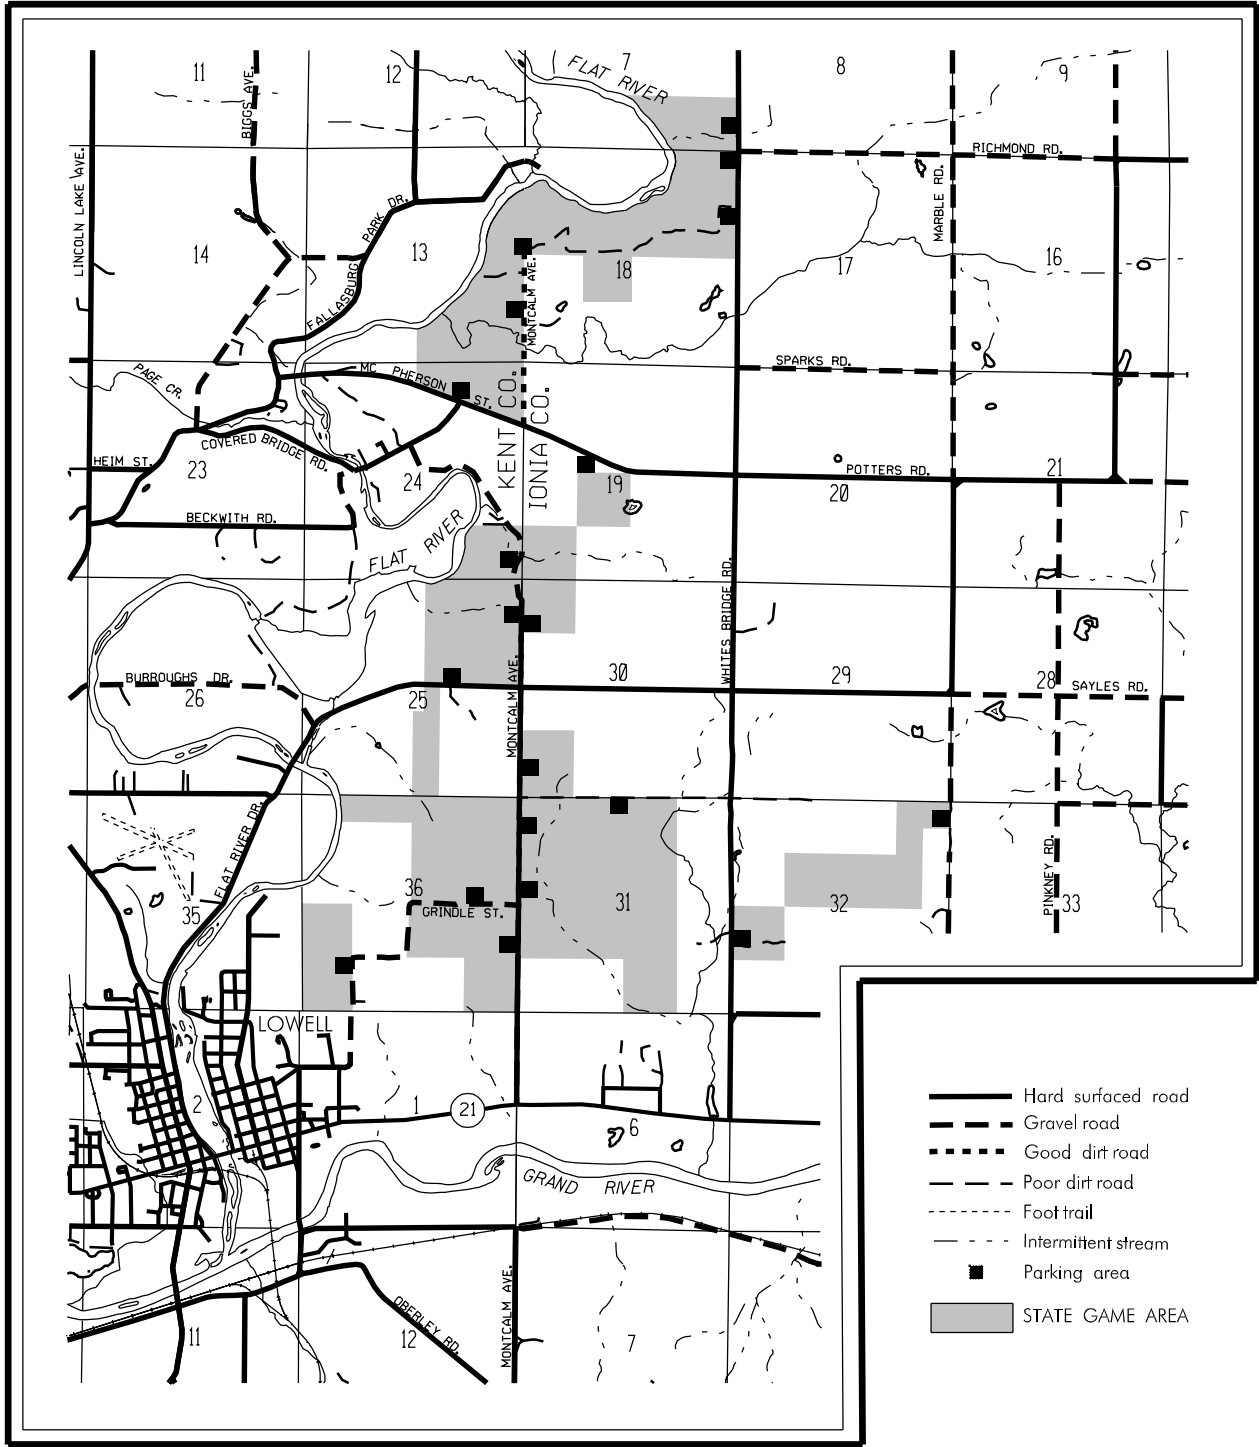 7
FLAT RIVER
11
12
8
9
BIGGS AVE.
RICHMOND RD.
LINCOLN LAKE AVE.
MARBLE RD.
PARK DR.
14
13
18
17
16
FALLASBURG
MONTCALM AVE.
MC PHERSON ST.
SPARKS RD.
PAGE CR.
KENT CO.
IONIA CO.
COVERED BRIDGE RD.
HEIM ST.
23
24
19
POTTERS RD.
20
21
BECKWITH RD.
FLAT RIVER
WHITES BRIDGE RD.
MONTCALM AVE.
BURROUGHS DR.
26
25
30
29
28
SAYLES RD.
FLAT RIVER DR.
PINKNEY RD.
35
36
GRINDLE ST.
31
32
33
LOWELL
2
1
21
6
GRAND RIVER
MONTCALM AVE.
OBERLEY RD.
11
12
7
Hard surfaced road
Gravel road
Good dirt road
Poor dirt road
Foot trail
Intermittent stream
Parking area
STATE GAME AREA